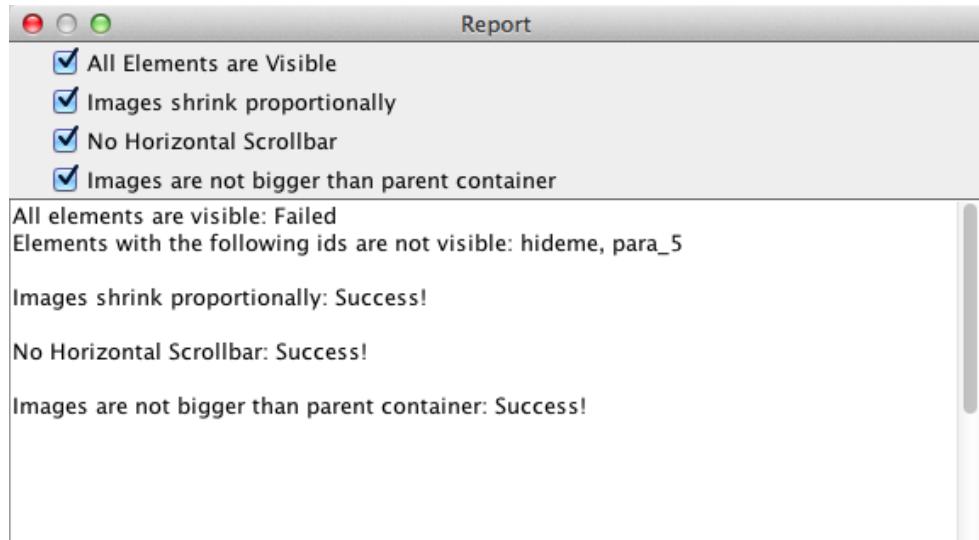 Report
All Elements are Visible
Images shrink proportionally
No Horizontal Scrollbar
Images are not bigger than parent container
All elements are visible: Failed
Elements with the following ids are not visible: hideme, para_5
Images shrink proportionally: Success!
No Horizontal Scrollbar: Success!
Images are not bigger than parent container: Success!